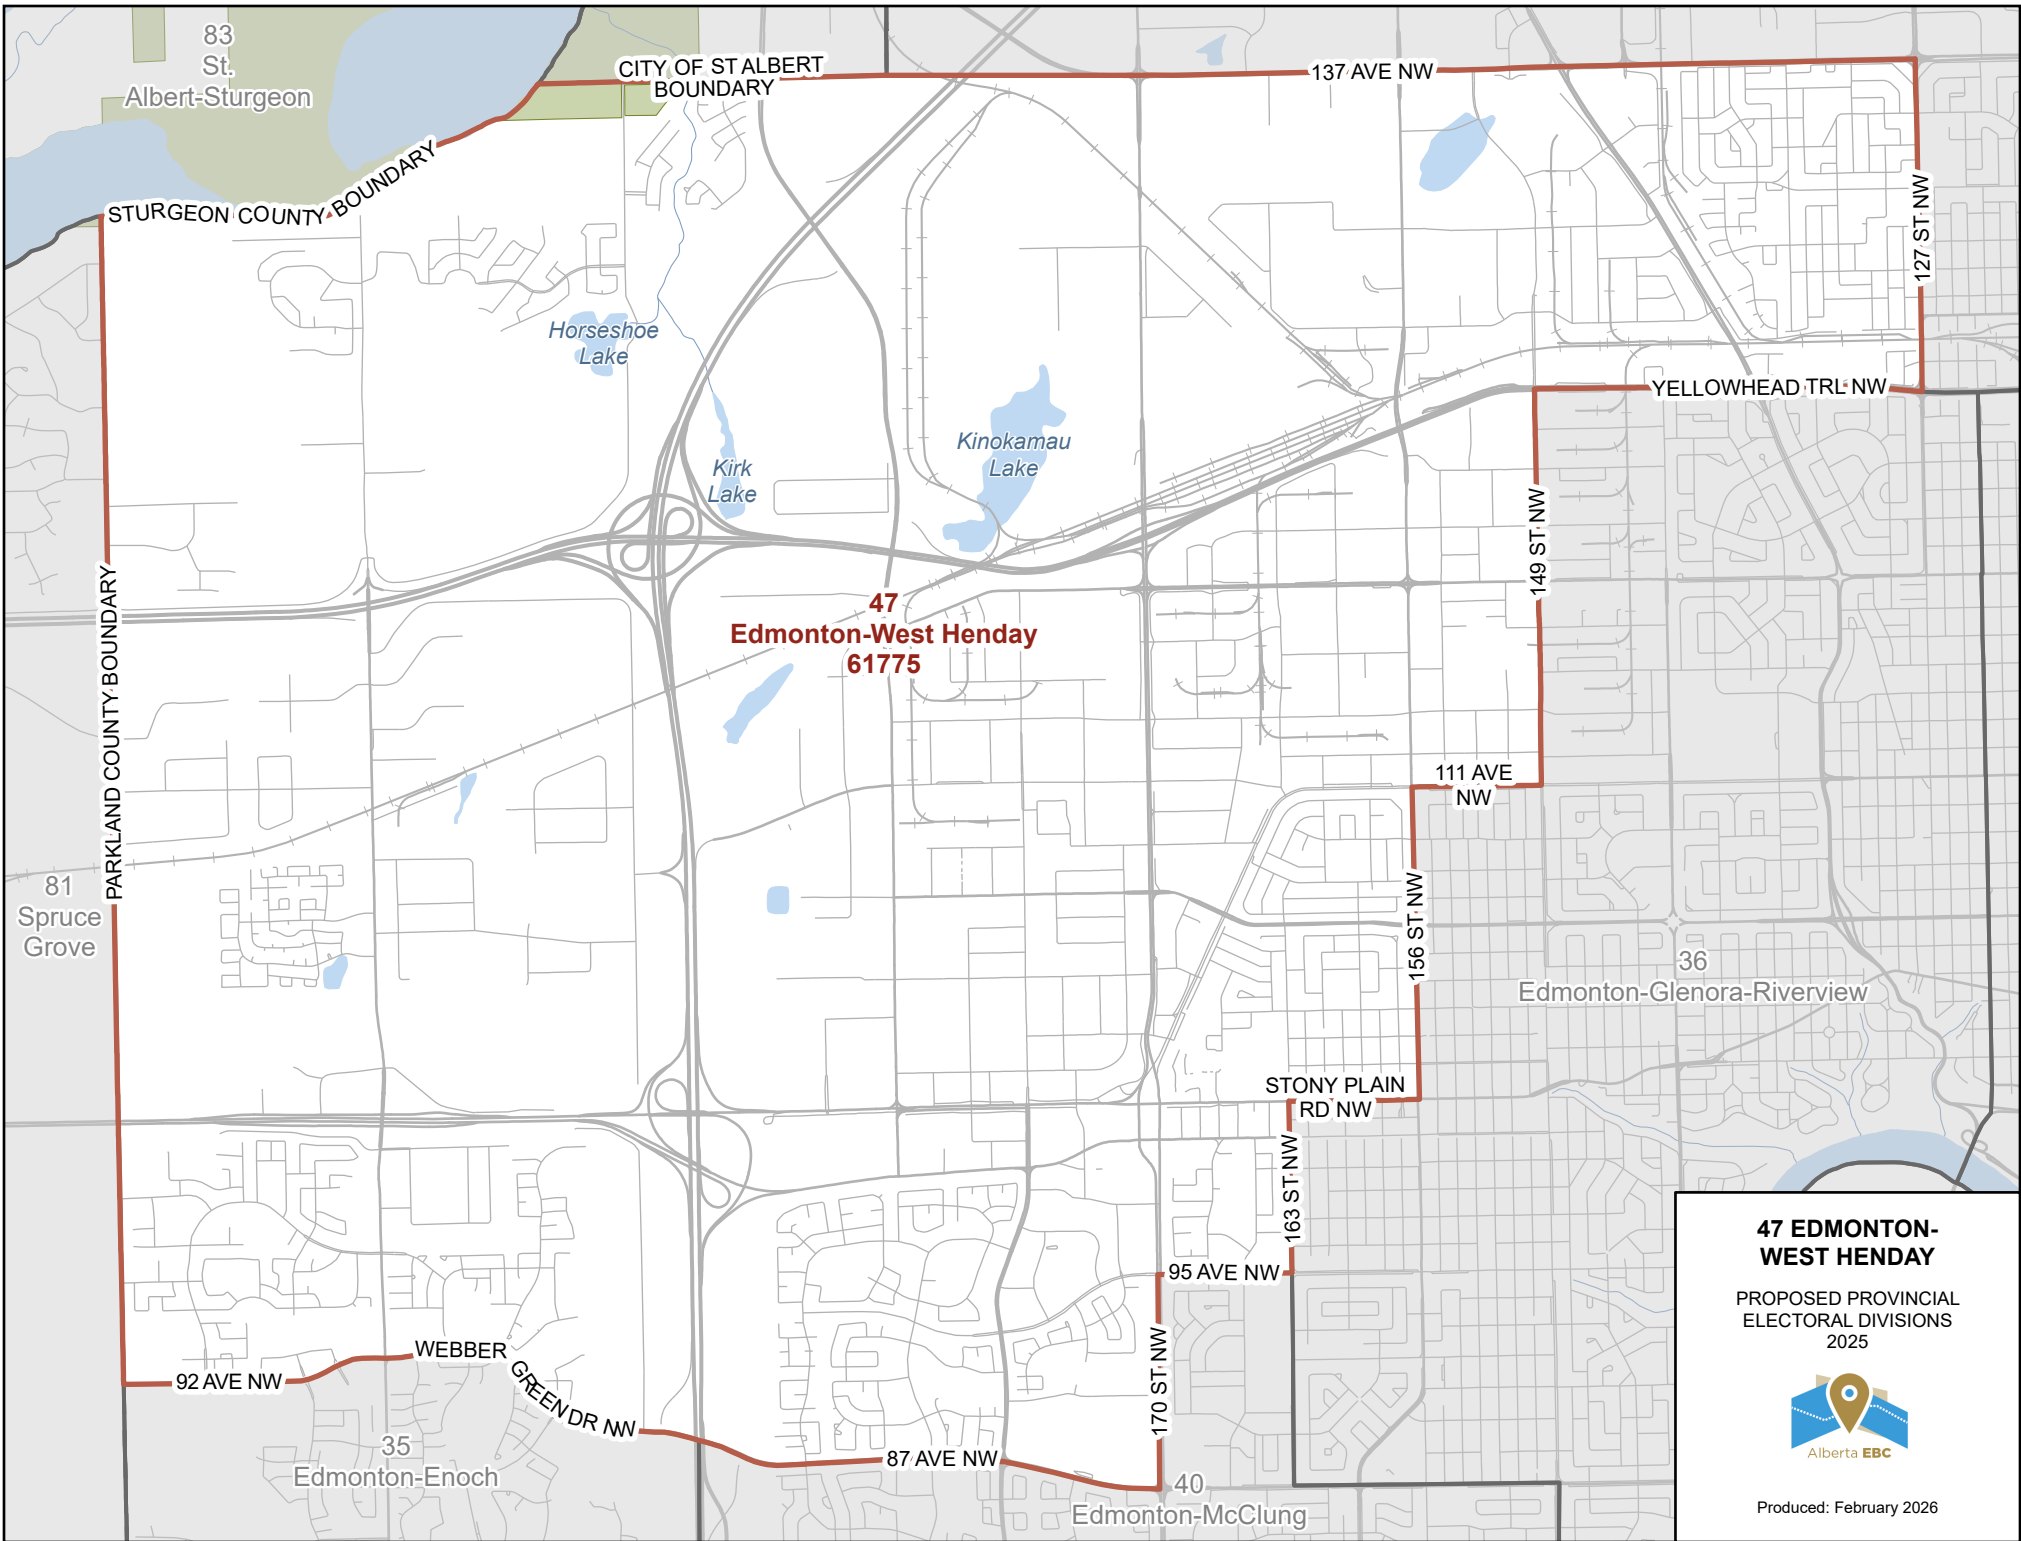 83
St.
Albert-Sturgeon
CITY OF ST ALBERT
BOUNDARY
137 AVE NW
STURGEON COUNTY BOUNDARY
127 ST NW
Horseshoe
Lake
YELLOWHEAD TRL NW
Kinokamau
Lake
Kirk
Lake
149 ST NW
PARKLAND COUNTY BOUNDARY
47
Edmonton-West Henday
61775
111 AVE
NW
81
Spruce
Grove
156 ST NW
36
Edmonton-Glenora-Riverview
STONY PLAIN
RD NW
163 ST NW
95 AVE NW
170 ST NW
92 AVE NW
WEBBER GREEN DR NW
87 AVE NW
35
Edmonton-Enoch
40
Edmonton-McClung
47 EDMONTON-
WEST HENDAY
PROPOSED PROVINCIAL
ELECTORAL DIVISIONS
2025
Alberta EBC
Produced: February 2026